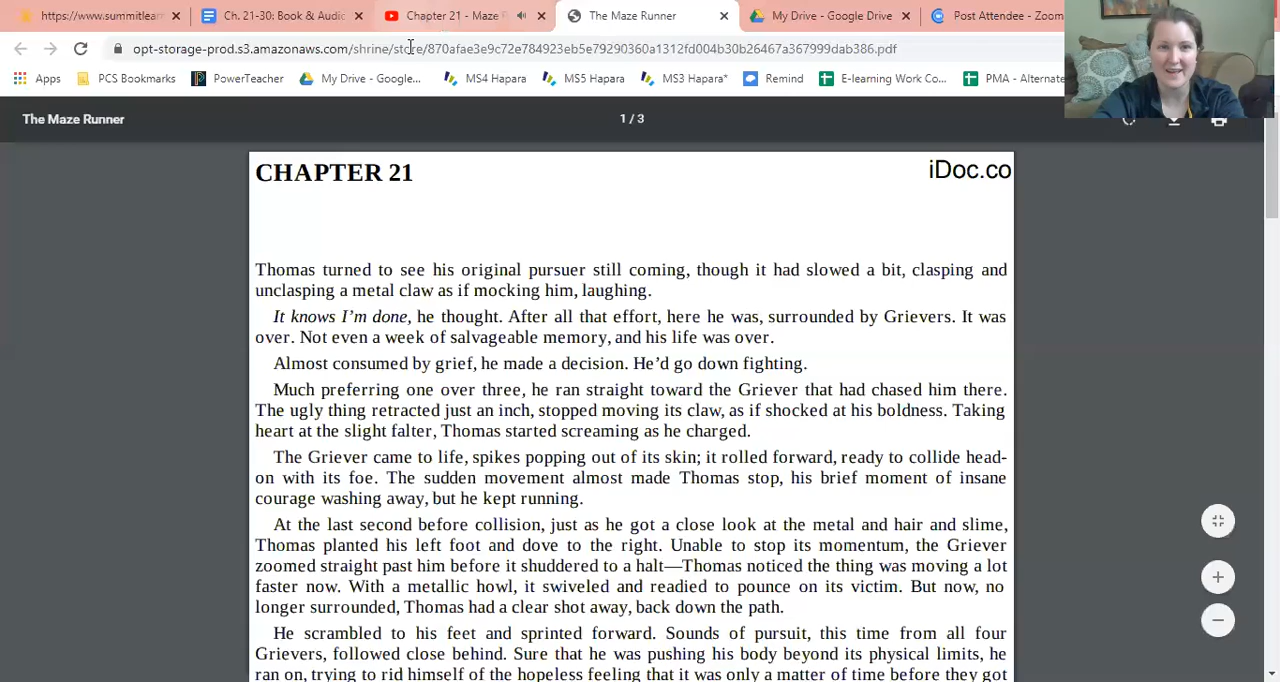 https://www.summitlear
Ch. 21-30: Book & Audio
Chapter 21 - Maze R
The Maze Runner
My Drive - Google Drive
Post Attendee - Zoom
opt-storage-prod.s3.amazonaws.com/shrine/store/870afae3e9c72e784923eb5e79290360a1312fd004b30b26467a367999dab386.pdf
Apps
PCS Bookmarks
PowerTeacher
My Drive - Google...
MS4 Hapara
MS5 Hapara
MS3 Hapara*
Remind
E-learning Work Co...
PMA - Alternate
The Maze Runner
1 / 3
CHAPTER 21
iDoc.co
Thomas turned to see his original pursuer still coming, though it had slowed a bit, clasping and
unclasping a metal claw as if mocking him, laughing.
It knows I'm done, he thought. After all that effort, here he was, surrounded by Grievers. It was
over. Not even a week of salvageable memory, and his life was over.
Almost consumed by grief, he made a decision. He'd go down fighting.
Much preferring one over three, he ran straight toward the Griever that had chased him there.
The ugly thing retracted just an inch, stopped moving its claw, as if shocked at his boldness. Taking
heart at the slight falter, Thomas started screaming as he charged.
The Griever came to life, spikes popping out of its skin; it rolled forward, ready to collide head-
on with its foe. The sudden movement almost made Thomas stop, his brief moment of insane
courage washing away, but he kept running.
At the last second before collision, just as he got a close look at the metal and hair and slime,
Thomas planted his left foot and dove to the right. Unable to stop its momentum, the Griever
zoomed straight past him before it shuddered to a halt—Thomas noticed the thing was moving a lot
faster now. With a metallic howl, it swiveled and readied to pounce on its victim. But now, no
longer surrounded, Thomas had a clear shot away, back down the path.
He scrambled to his feet and sprinted forward. Sounds of pursuit, this time from all four
Grievers, followed close behind. Sure that he was pushing his body beyond its physical limits, he
ran on, trying to rid himself of the hopeless feeling that it was only a matter of time before they got